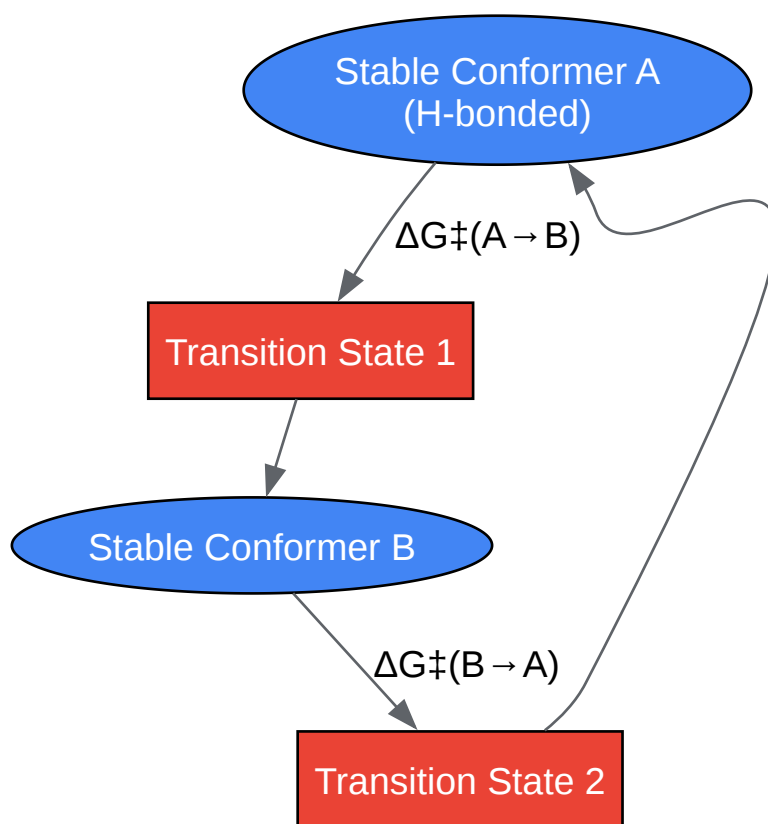 Stable Conformer A
(H-bonded)
ΔG‡(A→B)
Transition State 1
Stable Conformer B
ΔG‡(B→A)
Transition State 2